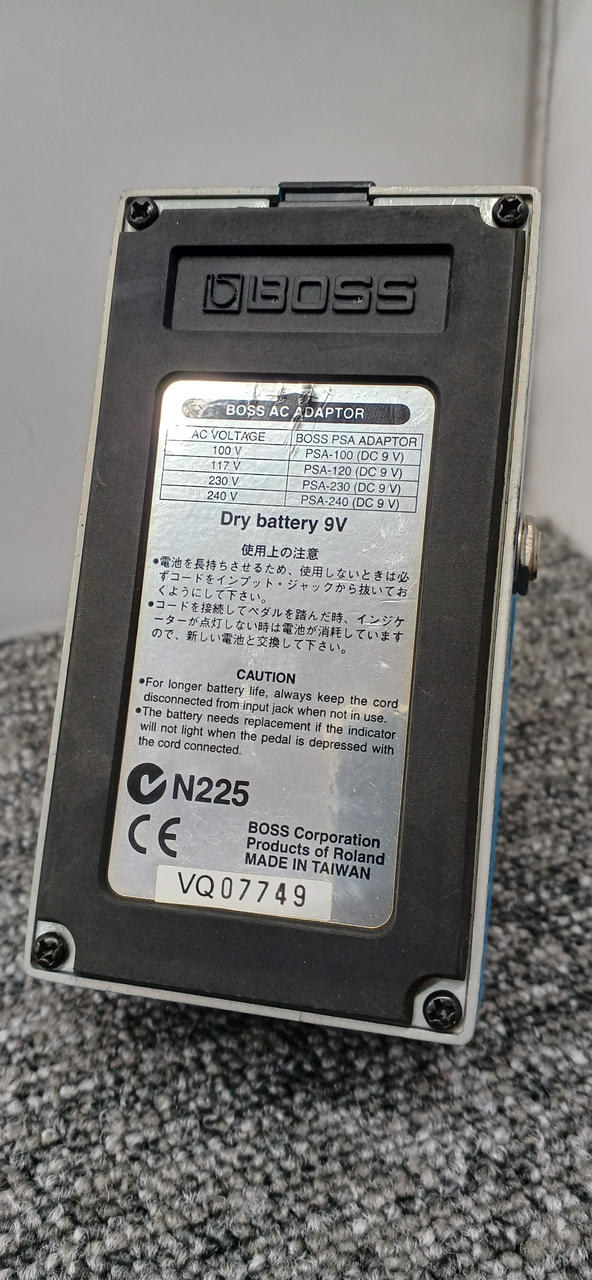 BOSS
BOSS AC ADAPTOR
AC VOLTAGE BOSS PSA ADAPTOR
100 V PSA-100 (DC 9 V)
117 V PSA-120 (DC 9 V)
230 V PSA-230 (DC 9 V)
240 V PSA-240 (DC 9 V)
Dry battery 9V
使用上の注意
●電池を長持ちさせるため、使用しないときは必
ずコードをインプット・ジャックから抜いてお
くようにして下さい。
●コードを接続してペダルを踏んだ時、インジケ
ーターが点灯しない時は電池が消耗しています
ので、新しい電池と交換して下さい。
CAUTION
●For longer battery life, always keep the cord
disconnected from input jack when not in use.
●The battery needs replacement if the indicator
will not light when the pedal is depressed with
the cord connected.
N225
CE
BOSS Corporation
Products of Roland
MADE IN TAIWAN
VQ07749